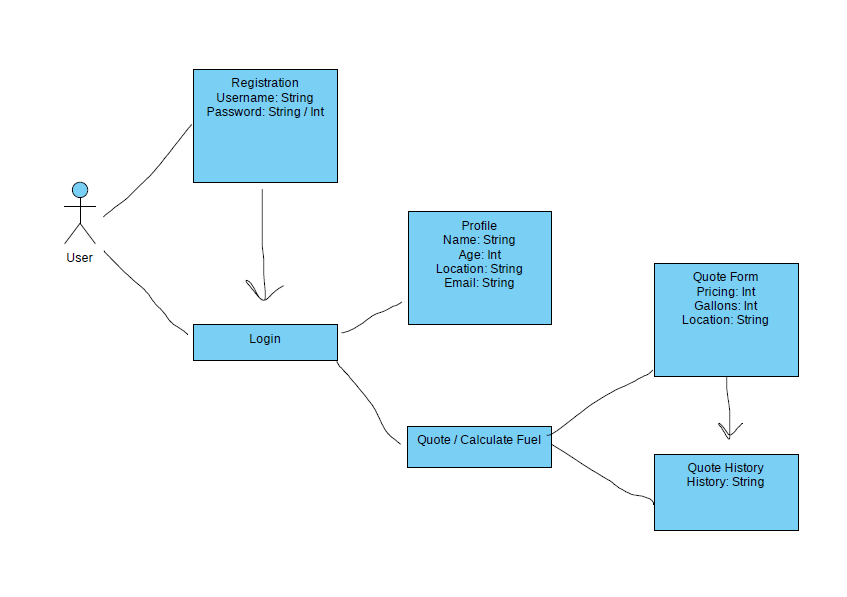 Registration
Username: String
Password: String / Int
User
Profile
Name: String
Age: Int
Location: String
Email: String
Quote Form
Pricing: Int
Gallons: Int
Location: String
Login
Quote / Calculate Fuel
Quote History
History: String